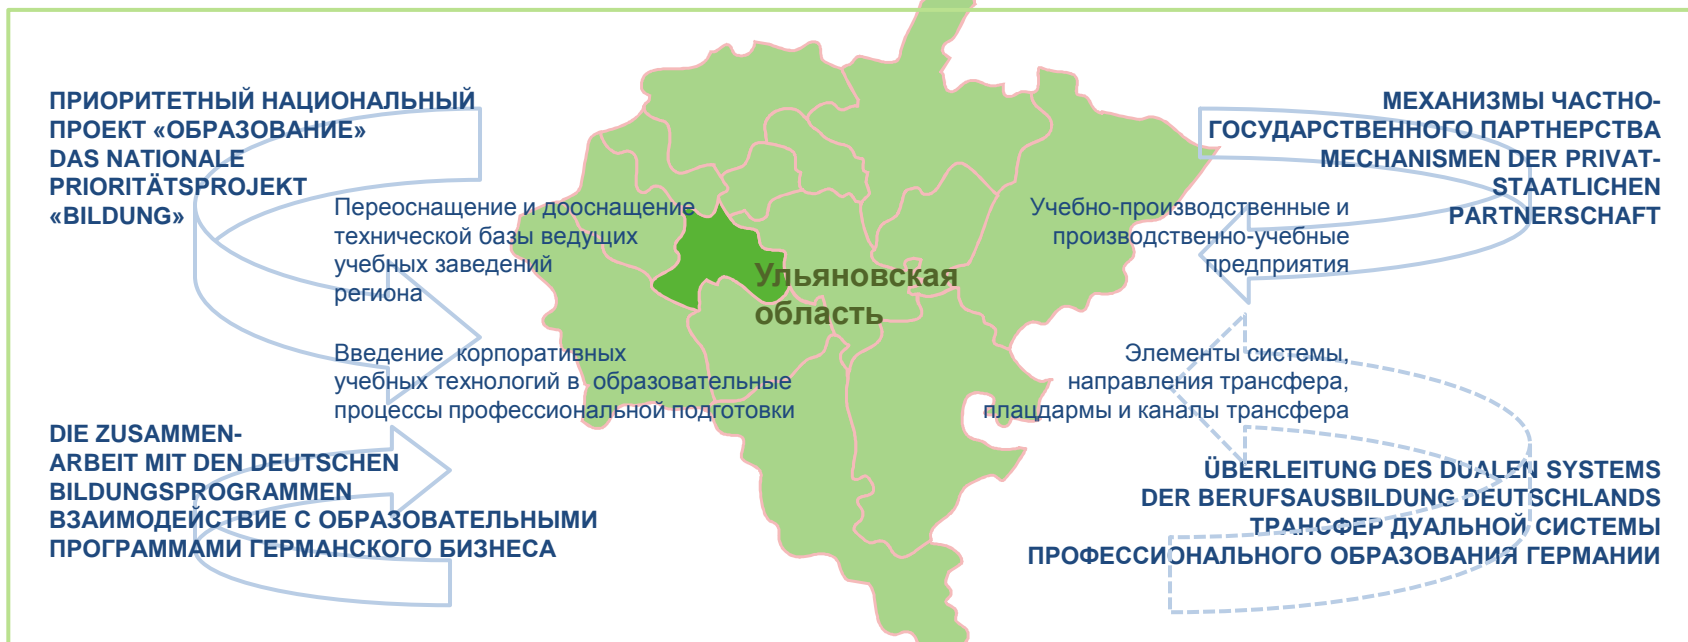 ПРИОРИТЕТНЫЙ НАЦИОНАЛЬНЫЙ
ПРОЕКТ «ОБРАЗОВАНИЕ»
DAS NATIONALE
PRIORITÄTSPROJEKT
«BILDUNG»
Переоснащение и дооснащение
технической базы ведущих
учебных заведений
региона
Введение корпоративных
учебных технологий в образовательные
процессы профессиональной подготовки
DIE ZUSAMMEN-
ARBEIT MIT DEN DEUTSCHEN
BILDUNGSPROGRAMMEN
ВЗАИМОДЕЙСТВИЕ С ОБРАЗОВАТЕЛЬНЫМИ
ПРОГРАММАМИ ГЕРМАНСКОГО БИЗНЕСА
Ульяновская
область
МЕХАНИЗМЫ ЧАСТНО-
ГОСУДАРСТВЕННОГО ПАРТНЕРСТВА
MECHANISMEN DER PRIVAT-
STAATLICHEN
PARTNERSCHAFT
Учебно-производственные и
производственно-учебные
предприятия
Элементы системы,
направления трансфера,
плацдармы и каналы трансфера
ÜBERLEITUNG DES DUALEN SYSTEMS
DER BERUFSAUSBILDUNG DEUTSCHLANDS
ТРАНСФЕР ДУАЛЬНОЙ СИСТЕМЫ
ПРОФЕССИОНАЛЬНОГО ОБРАЗОВАНИЯ ГЕРМАНИИ